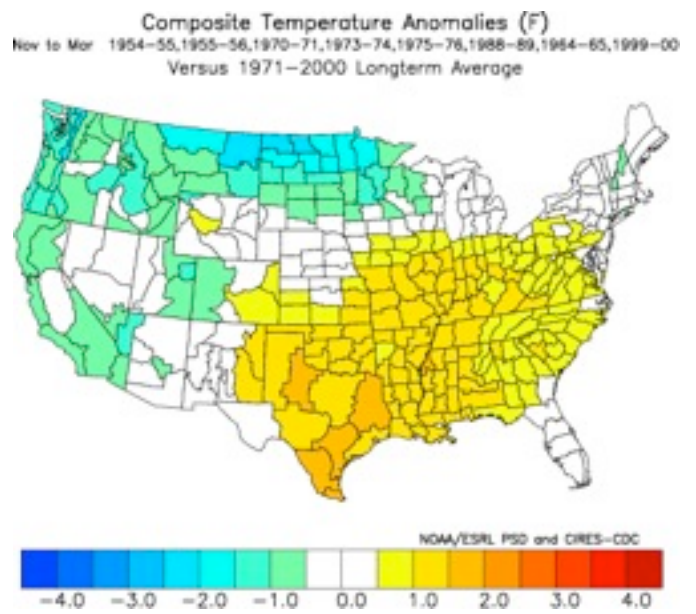 Composite Temperature Anomalies (F)
Nov to Mar 1954-55,1955-56,1970-71,1973-74,1975-76,1988-89,1964-65,1999-00
Versus 1971-2000 Longterm Average
NOAA/ESRL PSD and CIRES-CDC
-4.0 -3.0 -2.0 -1.0 0.0 1.0 2.0 3.0 4.0